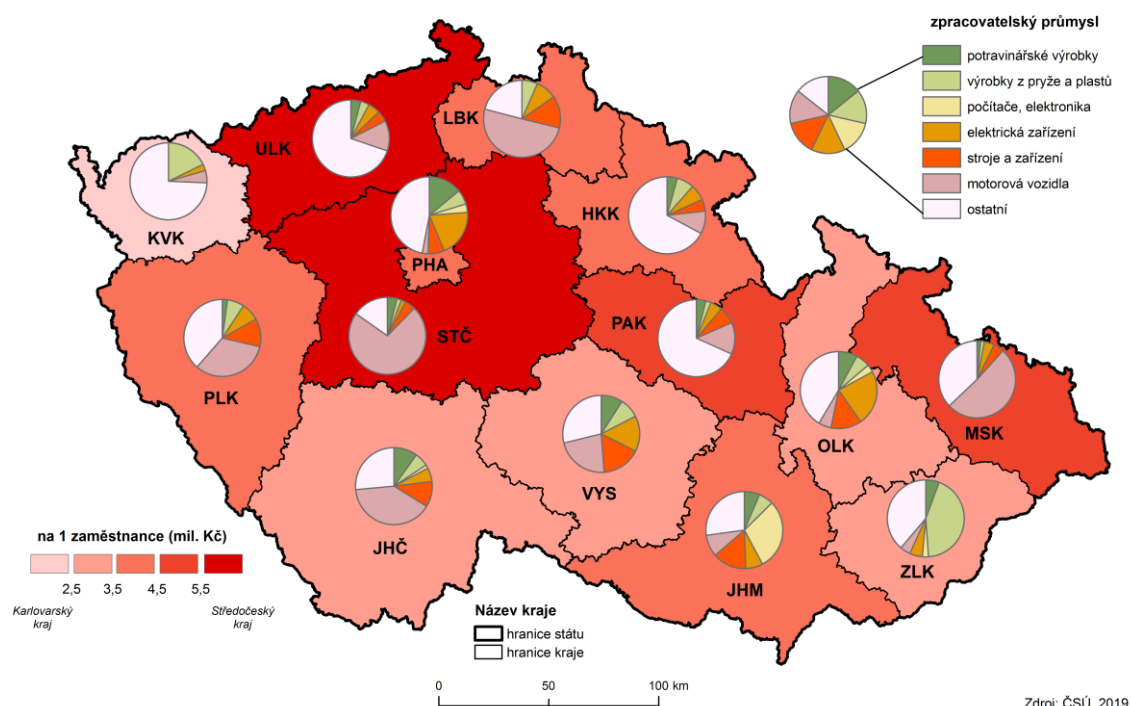 zpracovatelský průmysl
potravinářské výrobky
výrobky z pryže a plastů
počítače, elektronika
elektrická zařízení
stroje a zařízení
motorová vozidla
ostatní
LBK
ULK
KVK
HKK
PHA
STČ
PAK
PLK
OLK
MSK
VYS
JHČ
ZLK
JHM
na 1 zaměstnance (mil. Kč)
2,5 3,5 4,5 5,5
Karlovarský kraj
Středočeský kraj
Název kraje
hranice státu
hranice kraje
0 50 100 km
Zdroj: ČSÚ, 2019